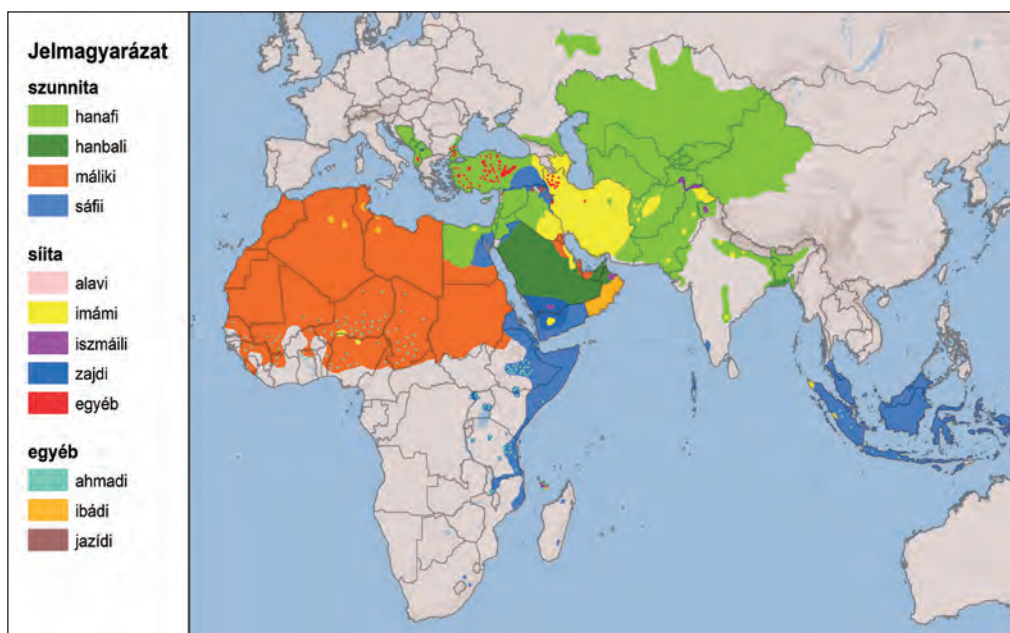 Jelmagyarázat
szunnita
hanafi
hanbali
máliki
sáfii
síita
alavi
imámi
iszmáili
zajdi
egyéb
egyéb
ahmadi
ibádi
jazídi